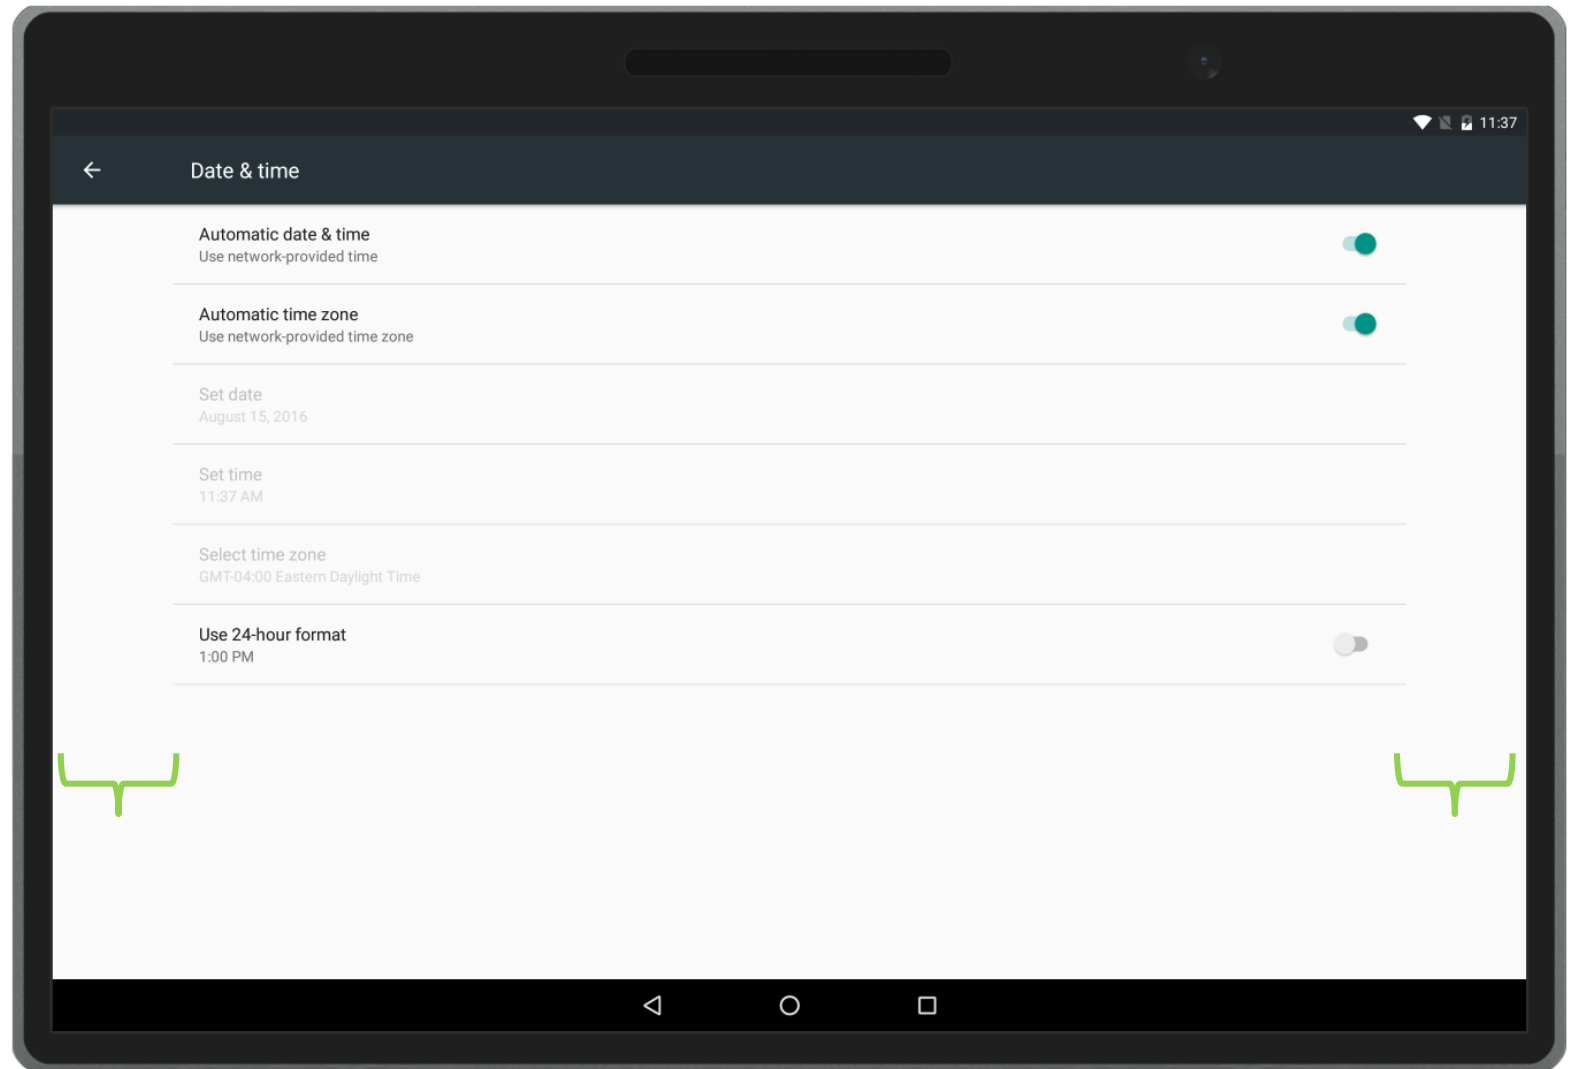 11:37
Date & time
Automatic date & time
Use network-provided time
Automatic time zone
Use network-provided time zone
Set date
August 15, 2016
Set time
11:37 AM
Select time zone
GMT-04:00 Eastern Daylight Time
Use 24-hour format
1:00 PM